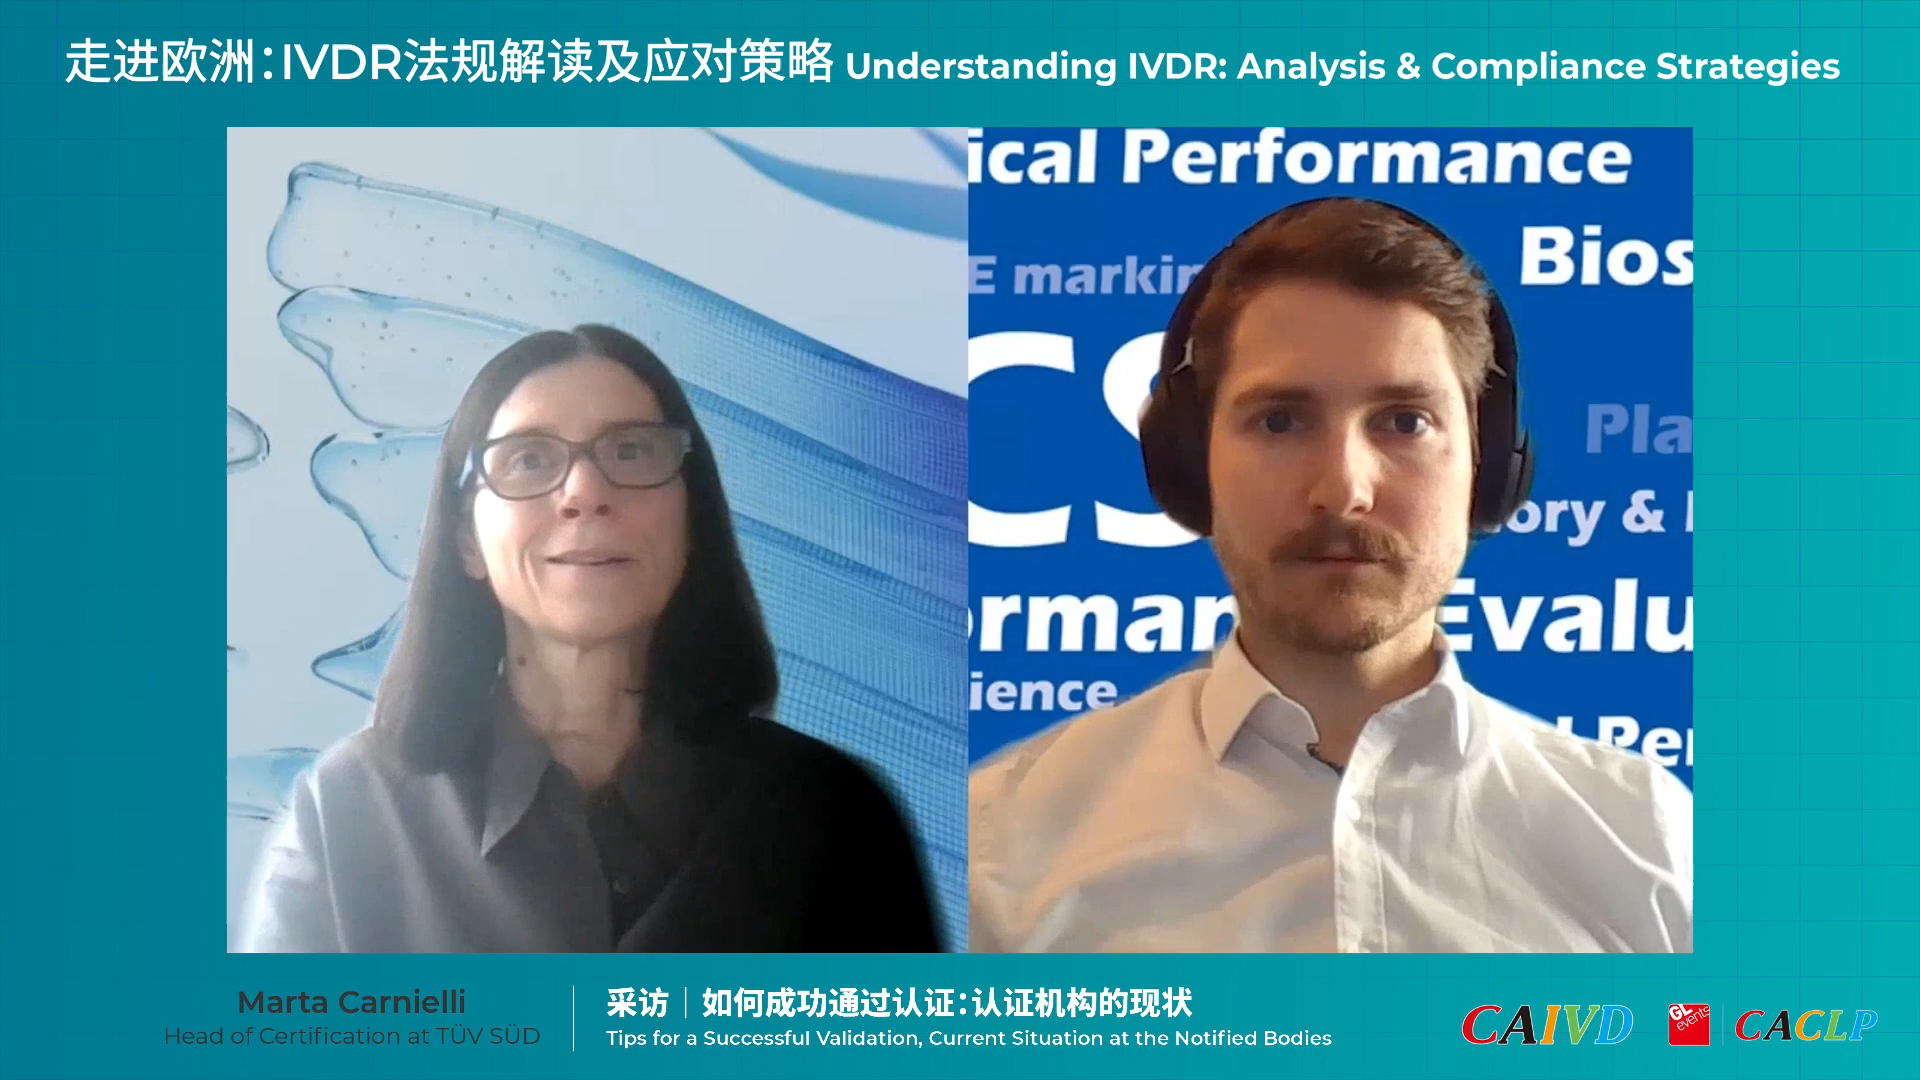 走进欧洲：IVDR法规解读及应对策略 Understanding IVDR: Analysis & Compliance Strategies
ical Performance
Bios
E markin
CS
Pla
ory &
orman
Evalu
ience
Per
Marta Carnielli
Head of Certification at TÜV SÜD
采访｜如何成功通过认证：认证机构的现状
Tips for a Successful Validation, Current Situation at the Notified Bodies
CAIVD
GL events
CACLP